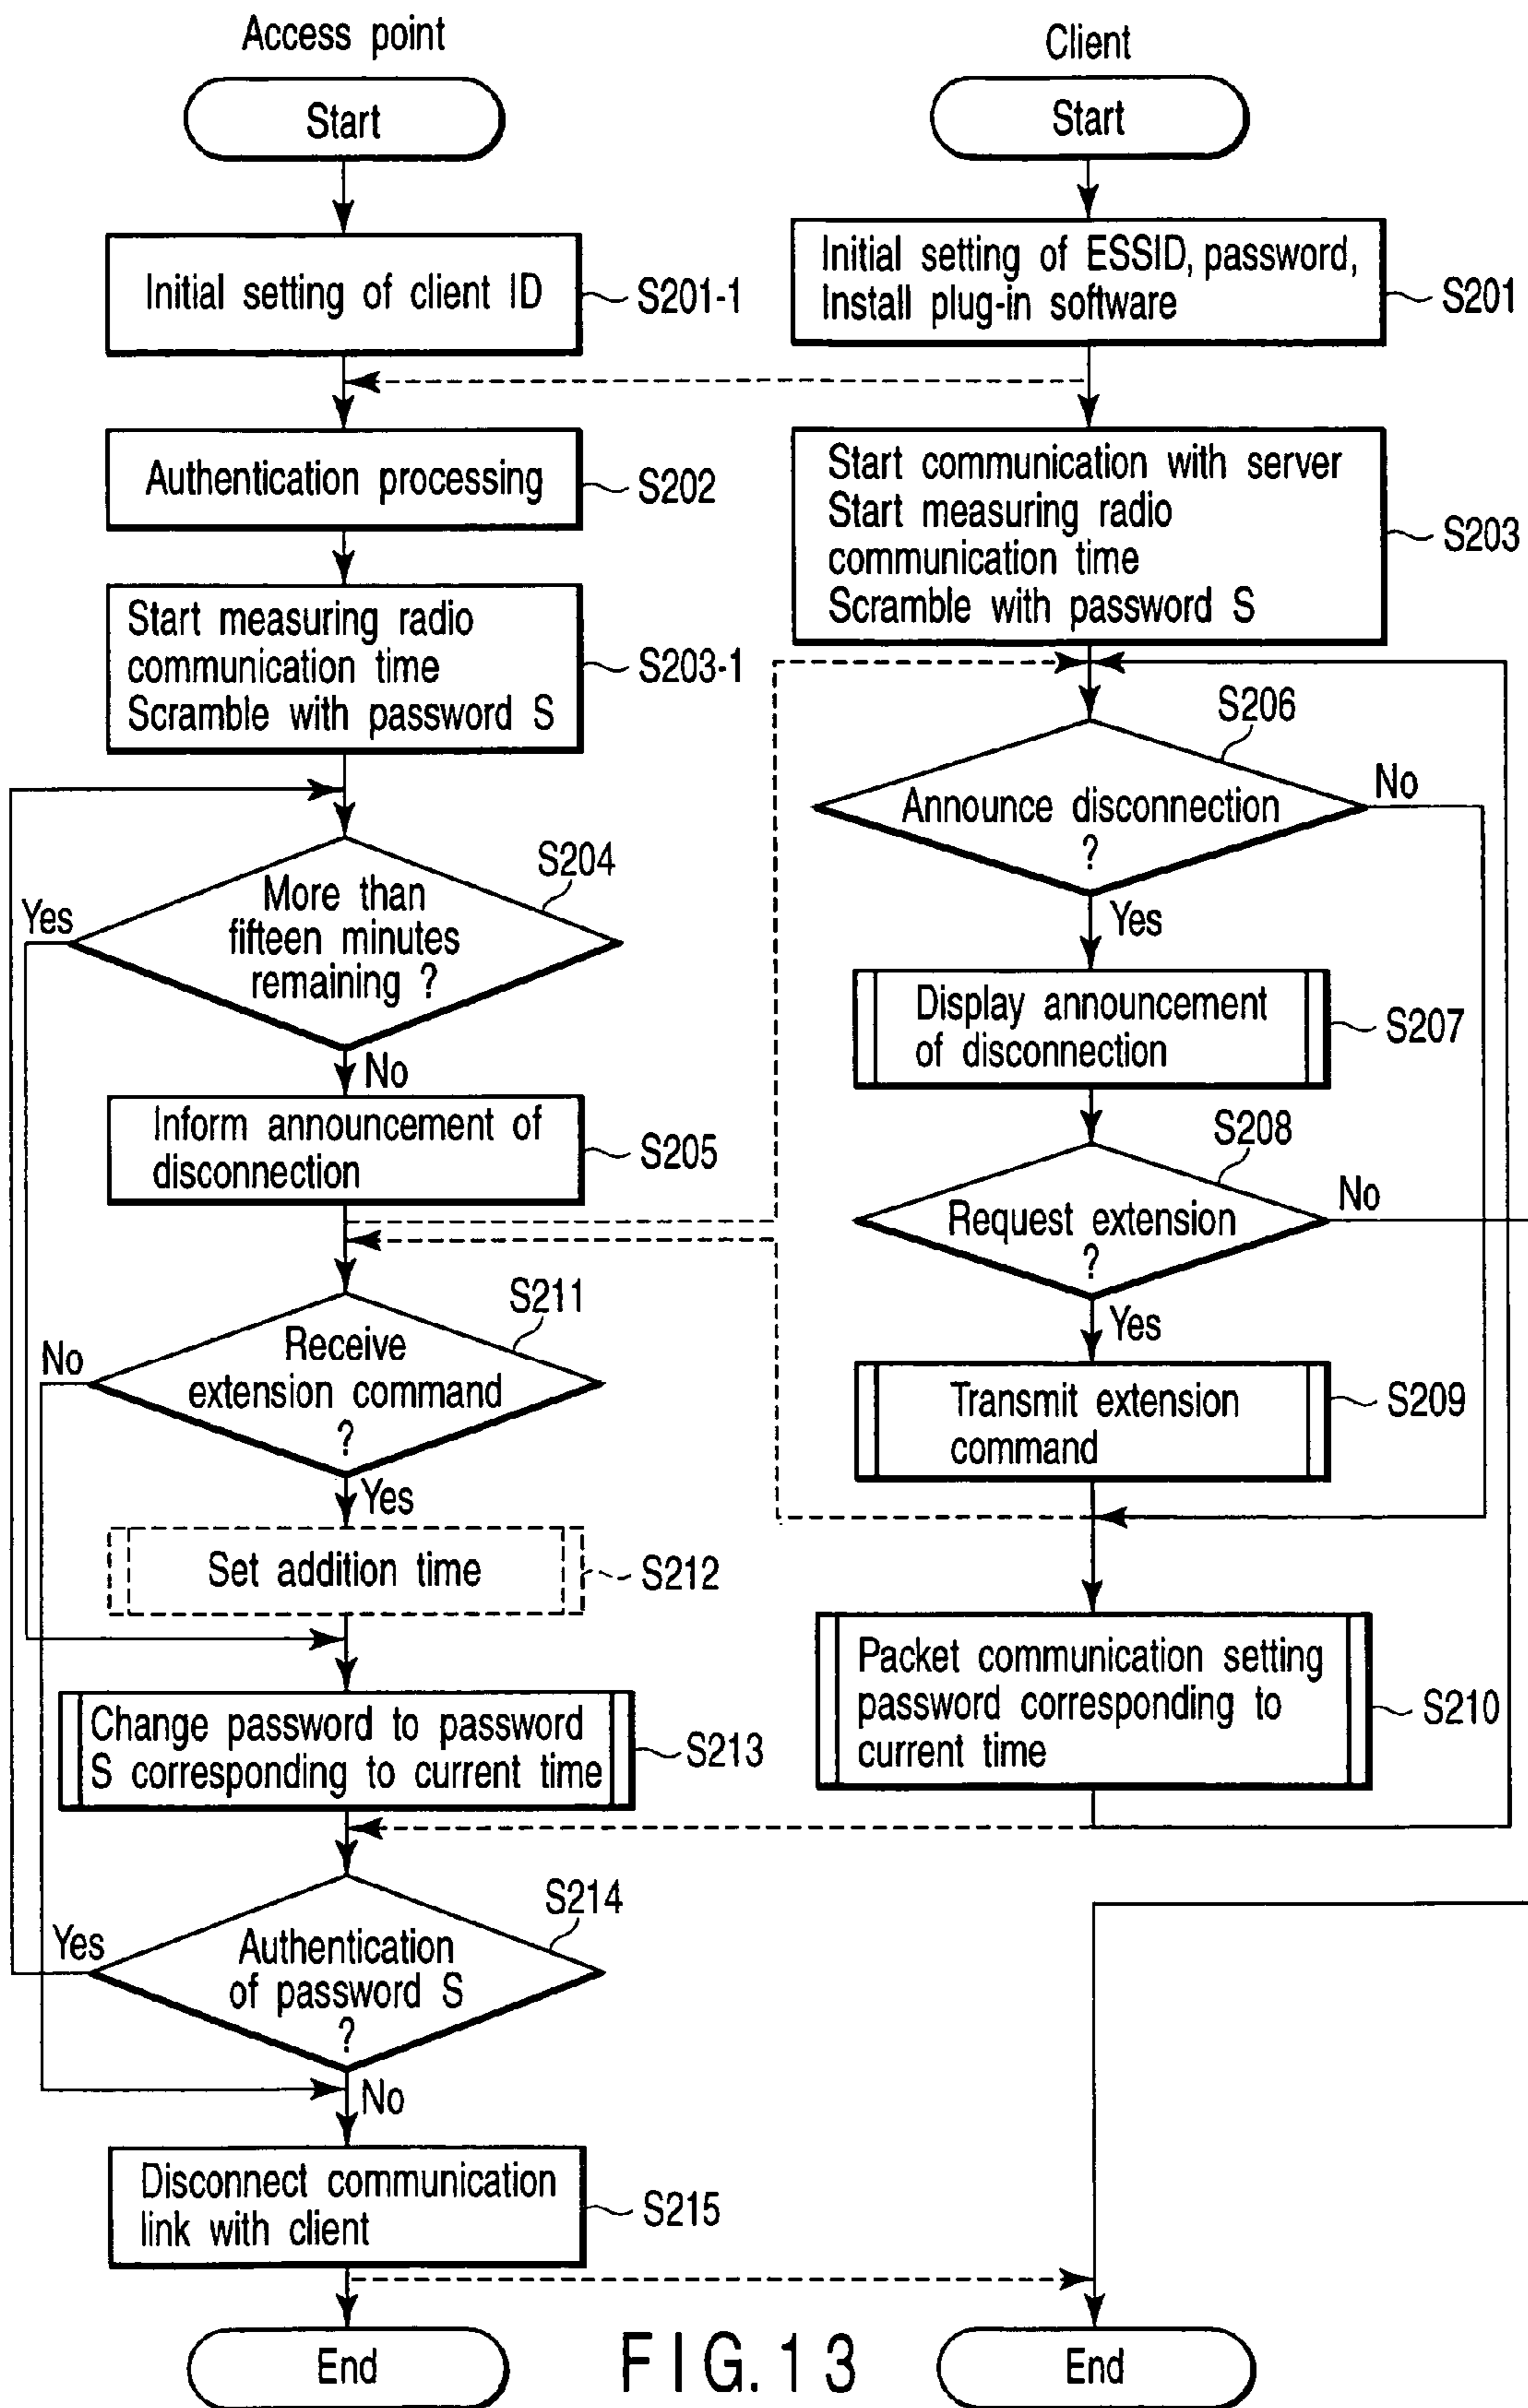 Access point
Start
Initial setting of client ID
S201-1
Authentication processing
S202
Start measuring radio
communication time
Scramble with password S
S203-1
S204
More than
fifteen minutes
remaining ?
Yes
No
Inform announcement of
disconnection
S205
S211
Receive
extension command
?
No
Yes
Set addition time
S212
Change password to password
S corresponding to current time
S213
S214
Authentication
of password S
?
Yes
No
Disconnect communication
link with client
S215
End
Client
Start
Initial setting of ESSID, password,
Install plug-in software
S201
Start communication with server
Start measuring radio
communication time
Scramble with password S
S203
S206
Announce disconnection
?
No
Yes
Display announcement
of disconnection
S207
S208
Request extension
?
No
Yes
Transmit extension
command
S209
Packet communication setting
password corresponding to
current time
S210
End
FIG.13